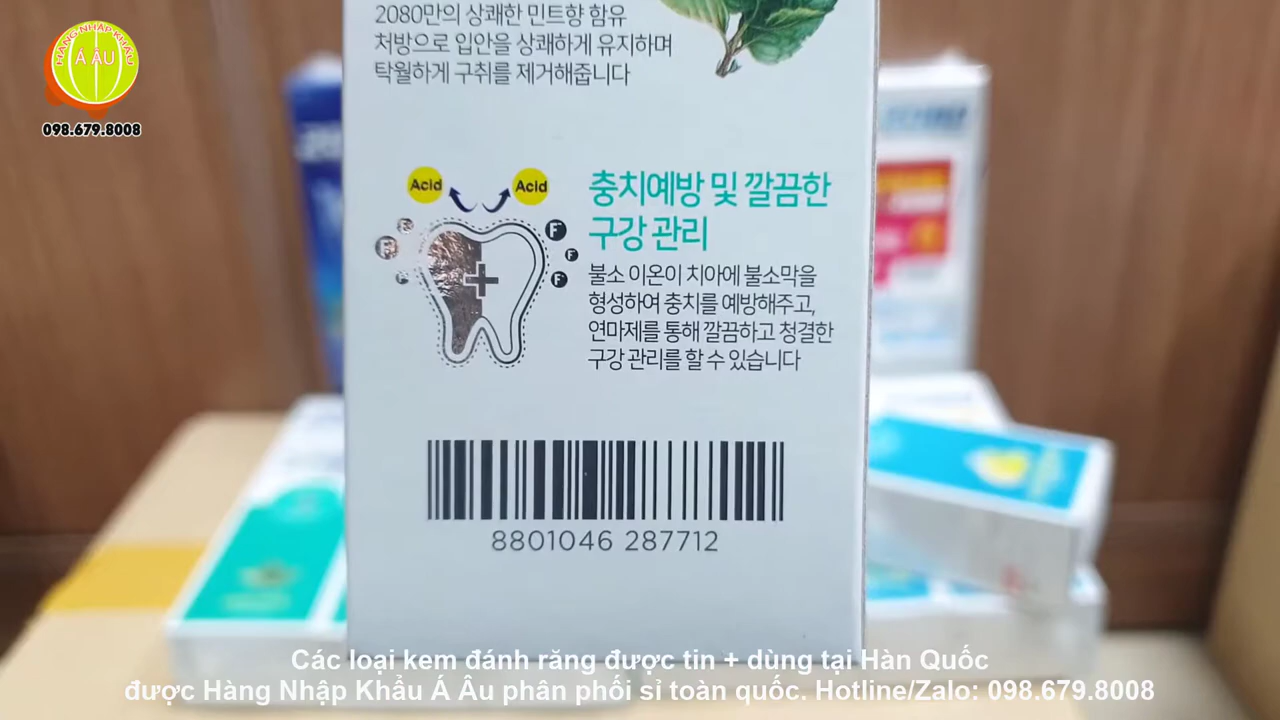 HÀNG NHẬP KHẨU
Á ÂU
098.679.8008
2080만의 상쾌한 민트향 함유
처방으로 입안을 상쾌하게 유지하며
탁월하게 구취를 제거해줍니다
Acid
Acid
F
F
F
F
충치예방 및 깔끔한
구강 관리
불소 이온이 치아에 불소막을
형성하여 충치를 예방해주고,
연마제를 통해 깔끔하고 청결한
구강 관리를 할 수 있습니다
8801046 287712
Các loại kem đánh răng được tin + dùng tại Hàn Quốc
được Hàng Nhập Khẩu Á Âu phân phối sỉ toàn quốc. Hotline/Zalo: 098.679.8008